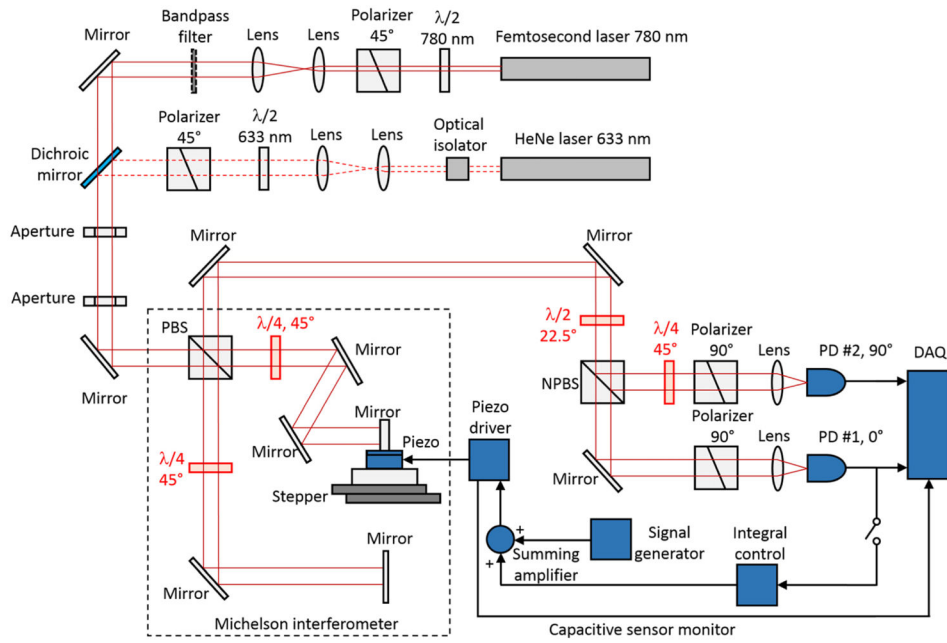 Mirror
Bandpass
filter
Lens
Lens
Polarizer
45°
λ/2
780 nm
Femtosecond laser 780 nm
Dichroic
mirror
Polarizer
45°
λ/2
633 nm
Lens
Lens
Optical
isolator
HeNe laser 633 nm
Aperture
Aperture
Mirror
Mirror
Mirror
PBS
λ/4, 45°
Mirror
Mirror
Mirror
Piezo
Stepper
λ/4
45°
Mirror
Mirror
Michelson interferometer
λ/2
22.5°
NPBS
λ/4
45°
Polarizer
90°
Lens
PD #2, 90°
DAQ
Mirror
Polarizer
90°
Lens
PD #1, 0°
Piezo
driver
+
+
Summing
amplifier
Signal
generator
Integral
control
Capacitive sensor monitor